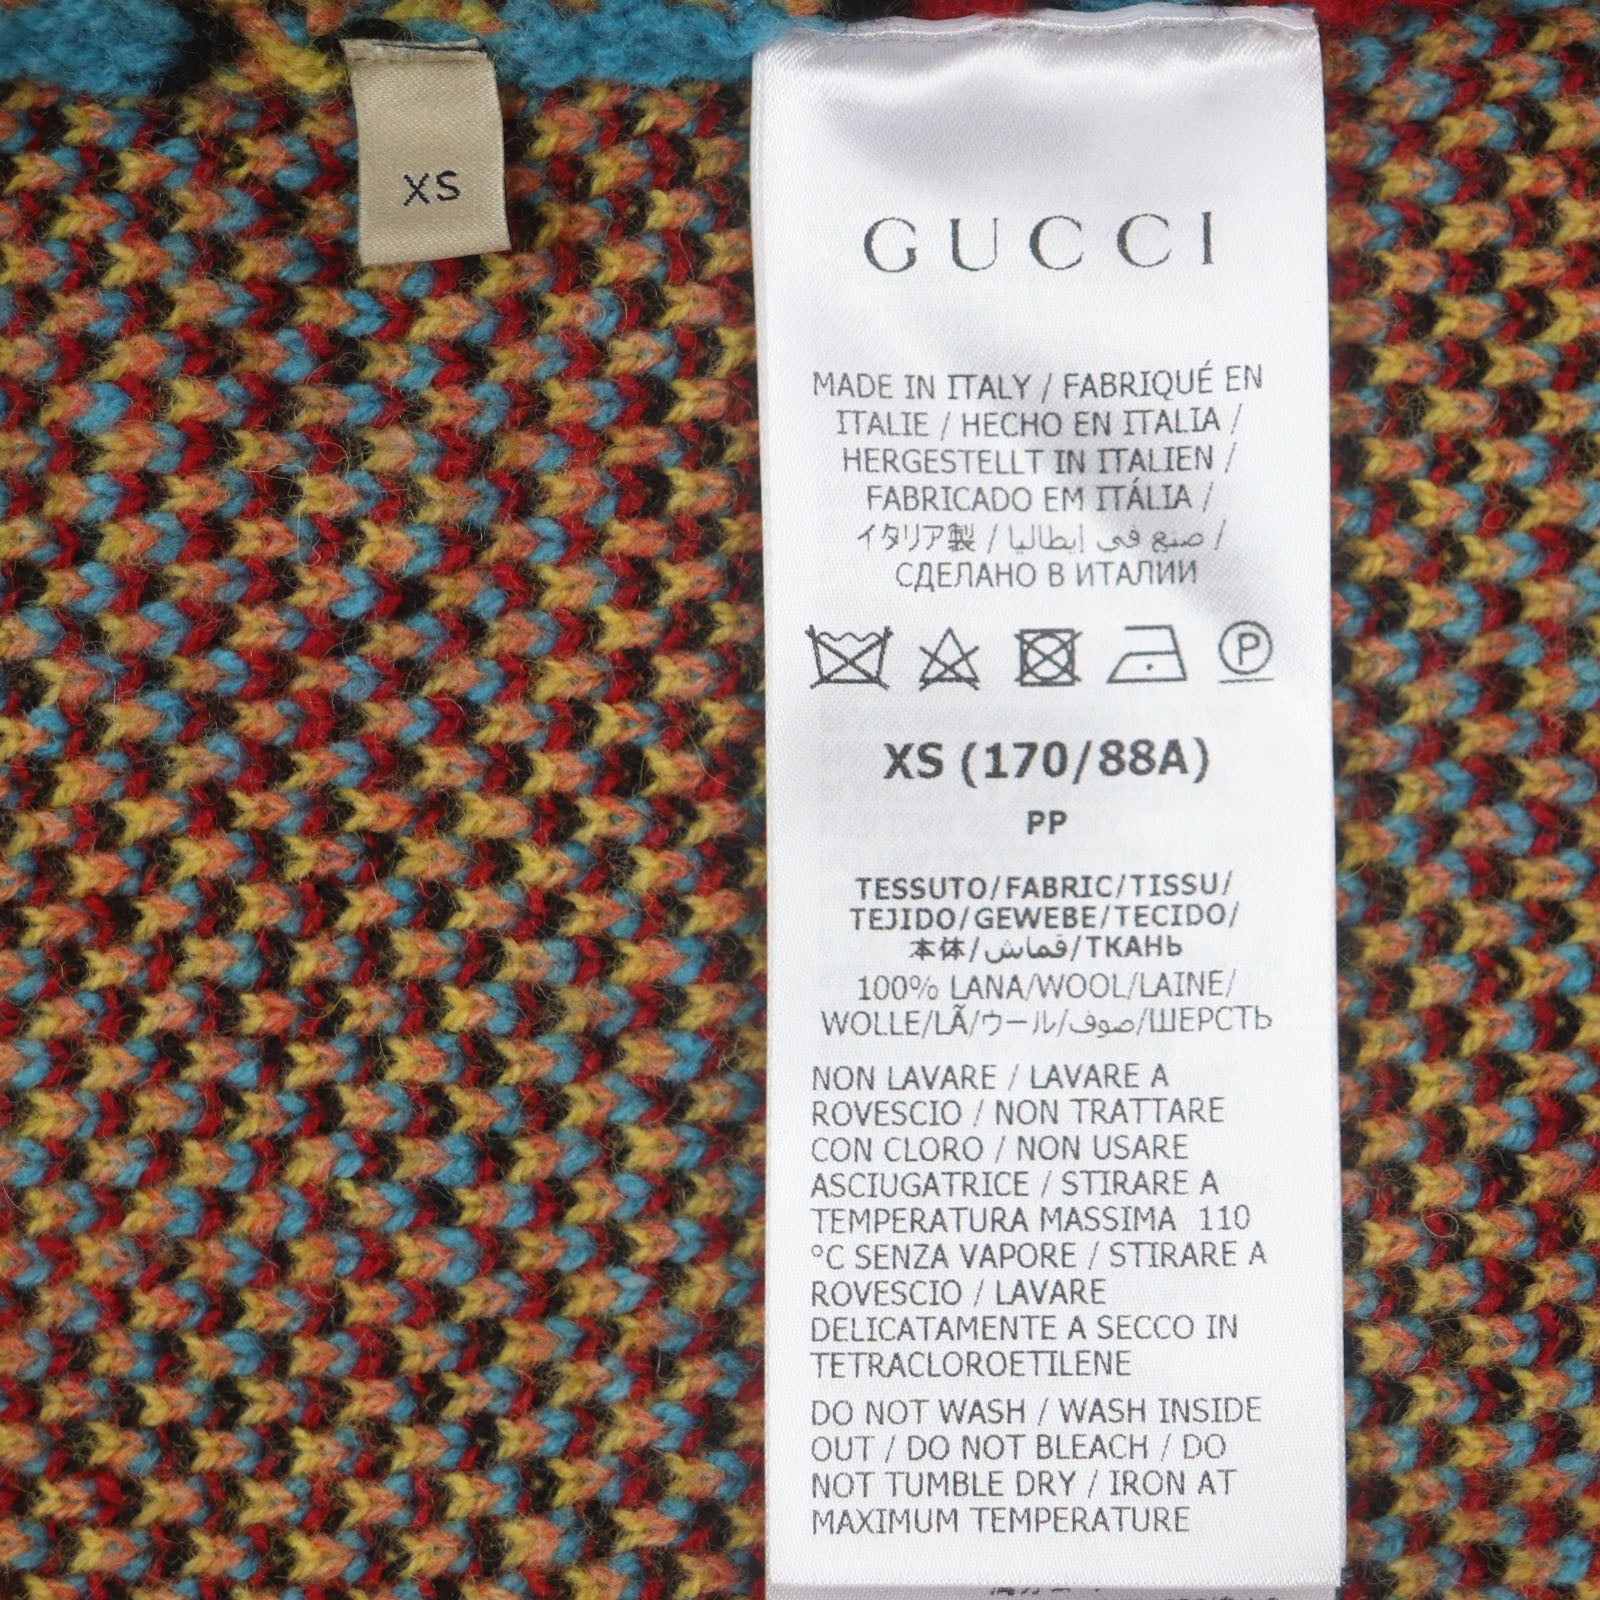 XS
GUCCI
MADE IN ITALY / FABRIQUÉ EN
ITALIE / HECHO EN ITALIA /
HERGESTELLT IN ITALIEN /
FABRICADO EM ITÁLIA /
イタリア製 / صنع في إيطاليا /
СДЕЛАНО В ИТАЛИИ
P
XS (170/88A)
PP
TESSUTO/FABRIC/TISSU/
TEJIDO/GEWEBE/TECIDO/
本体/قماش/ТКАНЬ
100% LANA/WOOL/LAINE/
WOLLE/LÃ/ウール/صوف/ШЕРСТЬ
NON LAVARE / LAVARE A
ROVESCIO / NON TRATTARE
CON CLORO / NON USARE
ASCIUGATRICE / STIRARE A
TEMPERATURA MASSIMA 110
°C SENZA VAPORE / STIRARE A
ROVESCIO / LAVARE
DELICATAMENTE A SECCO IN
TETRACLOROETILENE
DO NOT WASH / WASH INSIDE
OUT / DO NOT BLEACH / DO
NOT TUMBLE DRY / IRON AT
MAXIMUM TEMPERATURE